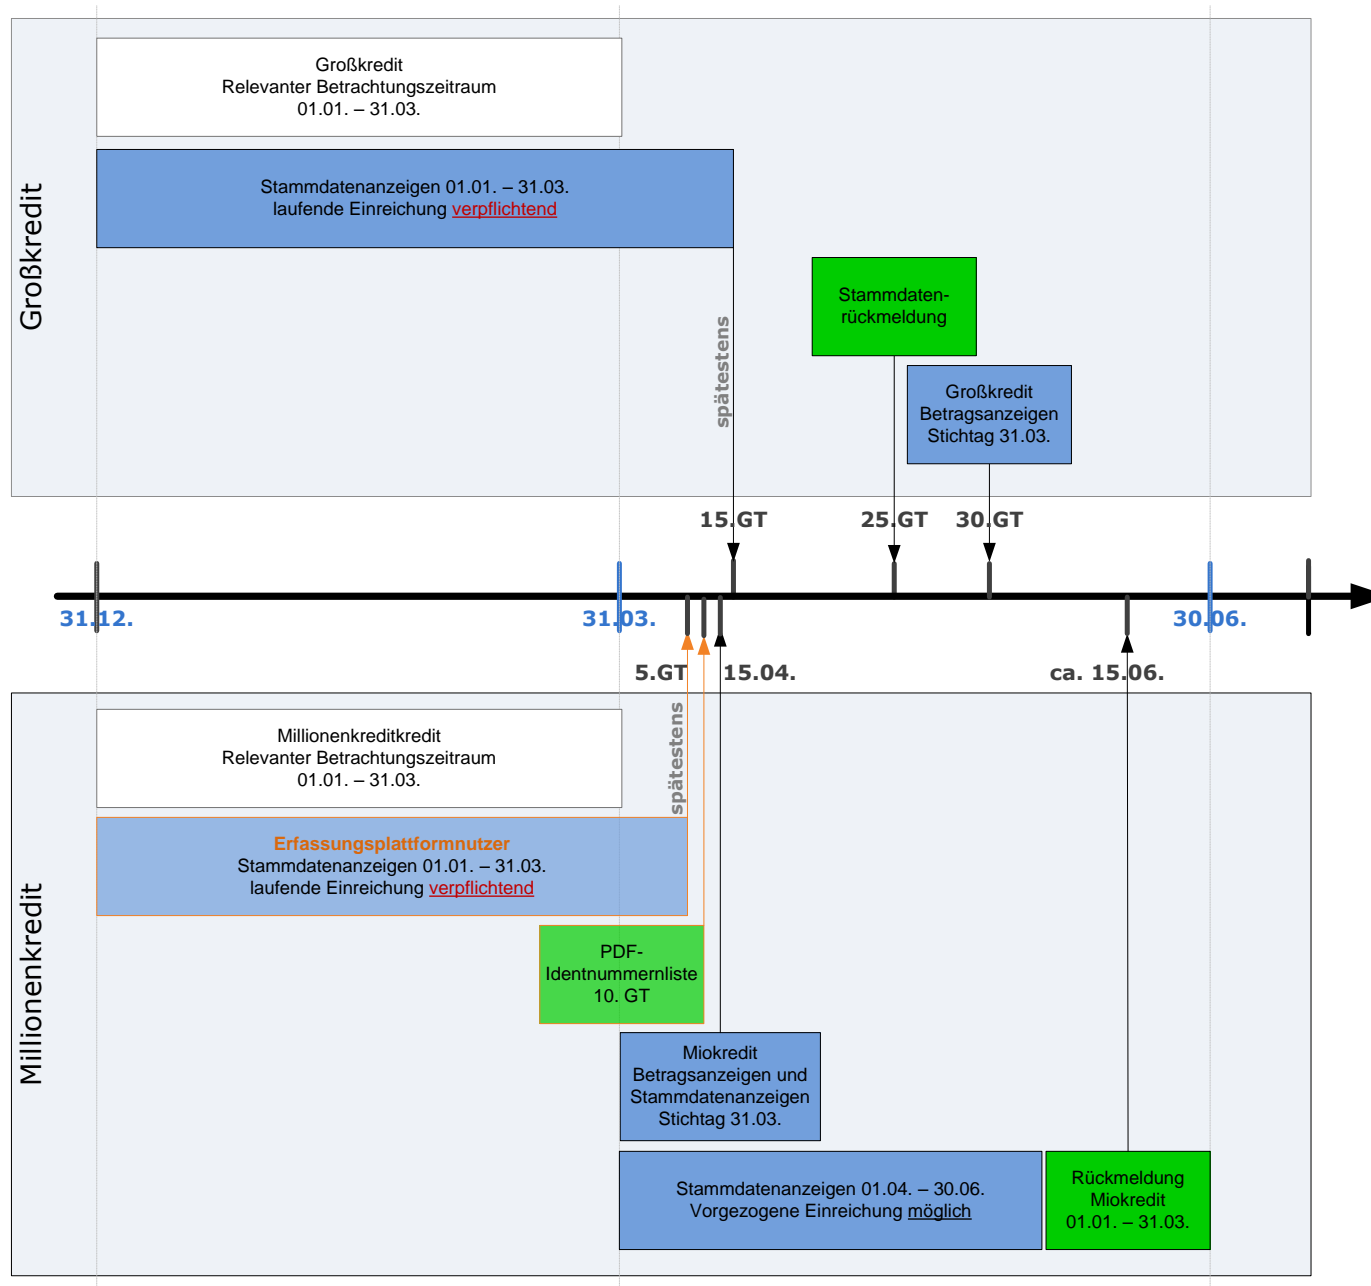 Großkredit
Großkredit
Relevanter Betrachtungszeitraum
01.01. – 31.03.
Stammdatenanzeigen 01.01. – 31.03.
laufende Einreichung verpflichtend
spätestens
Stammdaten-
rückmeldung
Großkredit
Betragsanzeigen
Stichtag 31.03.
15.GT
25.GT
30.GT
31.12.
31.03.
30.06.
5.GT
15.04.
ca. 15.06.
Millionenkredit
Millionenkreditkredit
Relevanter Betrachtungszeitraum
01.01. – 31.03.
spätestens
Erfassungsplattformnutzer
Stammdatenanzeigen 01.01. – 31.03.
laufende Einreichung verpflichtend
PDF-
Identnummernliste
10. GT
Miokredit
Betragsanzeigen und
Stammdatenanzeigen
Stichtag 31.03.
Stammdatenanzeigen 01.04. – 30.06.
Vorgezogene Einreichung möglich
Rückmeldung
Miokredit
01.01. – 31.03.